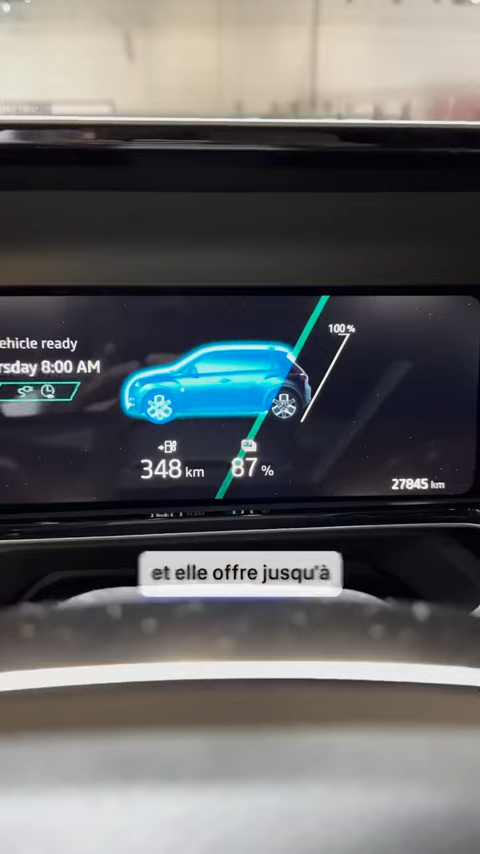 ehicle ready
rsday 8:00 AM
100 %
348 km
87 %
27845 km
et elle offre jusqu'à